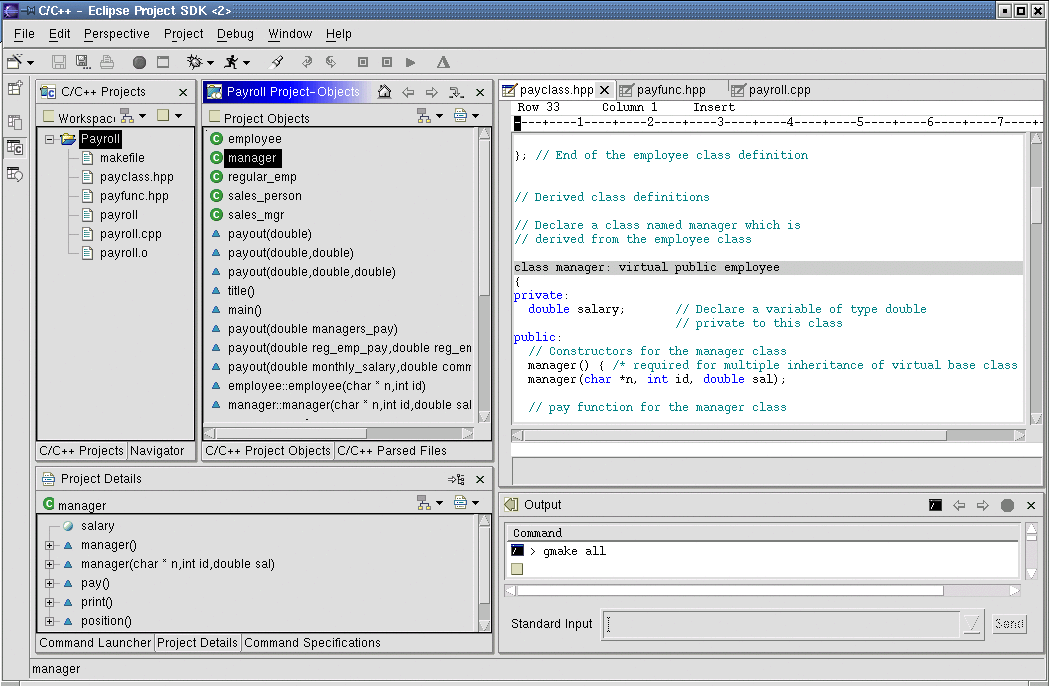 C/C++ - Eclipse Project SDK <2>
File Edit Perspective Project Debug Window Help
C/C++ Projects
Workspac
Payroll
makefile
payclass.hpp
payfunc.hpp
payroll
payroll.cpp
payroll.o
C/C++ Projects Navigator
Payroll Project-Objects
Project Objects
employee
manager
regular_emp
sales_person
sales_mgr
payout(double)
payout(double,double)
payout(double,double,double)
title()
main()
payout(double managers_pay)
payout(double reg_emp_pay,double reg_en
payout(double monthly_salary,double comn
employee::employee(char * n,int id)
manager::manager(char * n,int id,double sal
C/C++ Project Objects C/C++ Parsed Files
payclass.hpp payfunc.hpp payroll.cpp
Row 33 Column 1 Insert
----+----1----+----2----+----3----+----4----+----5----+----6----+----7----+-
}; // End of the employee class definition
// Derived class definitions
// Declare a class named manager which is
// derived from the employee class
class manager: virtual public employee
{
private:
double salary; // Declare a variable of type double
// private to this class
public:
// Constructors for the manager class
manager() { /* required for multiple inheritance of virtual base class
manager(char *n, int id, double sal);
// pay function for the manager class
Project Details
manager
salary
manager()
manager(char * n,int id,double sal)
pay()
print()
position()
Command Launcher Project Details Command Specifications
Output
Command
> gmake all
Standard Input Send
manager